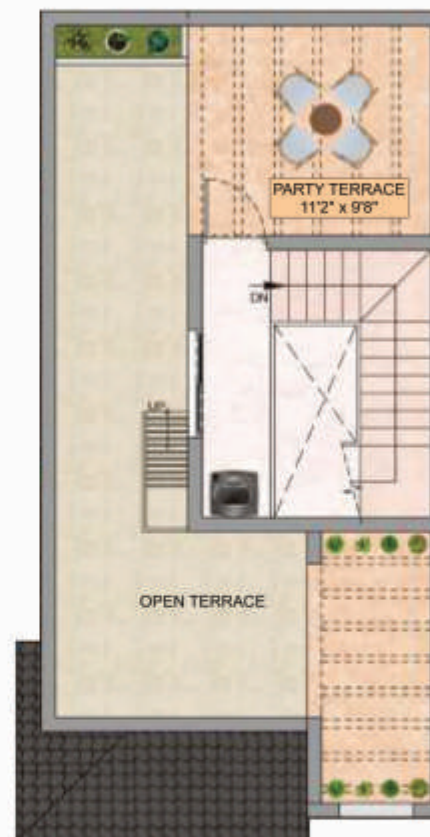 PARTY TERRACE
11'2" x 9'8"
DN
UP
OPEN TERRACE